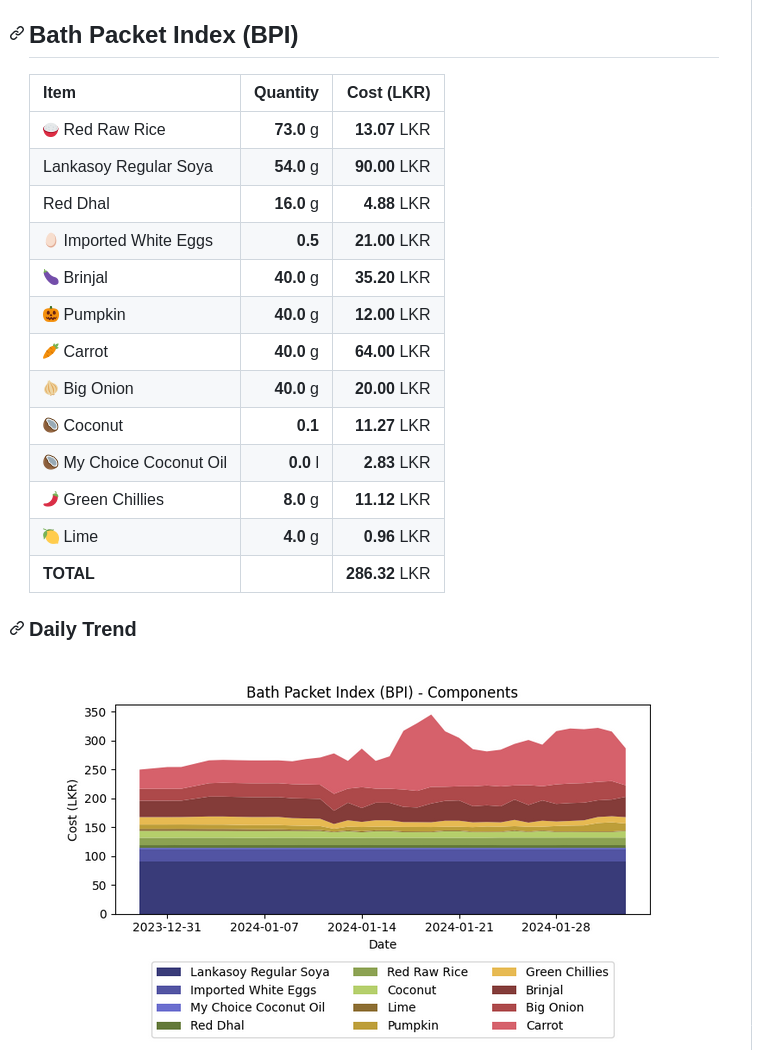 Bath Packet Index (BPI)
Item Quantity Cost (LKR)
Red Raw Rice 73.0 g 13.07 LKR
Lankasoy Regular Soya 54.0 g 90.00 LKR
Red Dhal 16.0 g 4.88 LKR
Imported White Eggs 0.5 21.00 LKR
Brinjal 40.0 g 35.20 LKR
Pumpkin 40.0 g 12.00 LKR
Carrot 40.0 g 64.00 LKR
Big Onion 40.0 g 20.00 LKR
Coconut 0.1 11.27 LKR
My Choice Coconut Oil 0.0 l 2.83 LKR
Green Chillies 8.0 g 11.12 LKR
Lime 4.0 g 0.96 LKR
TOTAL 286.32 LKR
Daily Trend
Bath Packet Index (BPI) - Components
350
300
250
200
150
100
50
0
Cost (LKR)
2023-12-31 2024-01-07 2024-01-14 2024-01-21 2024-01-28
Date
Lankasoy Regular Soya Red Raw Rice Green Chillies
Imported White Eggs Coconut Brinjal
My Choice Coconut Oil Lime Big Onion
Red Dhal Pumpkin Carrot